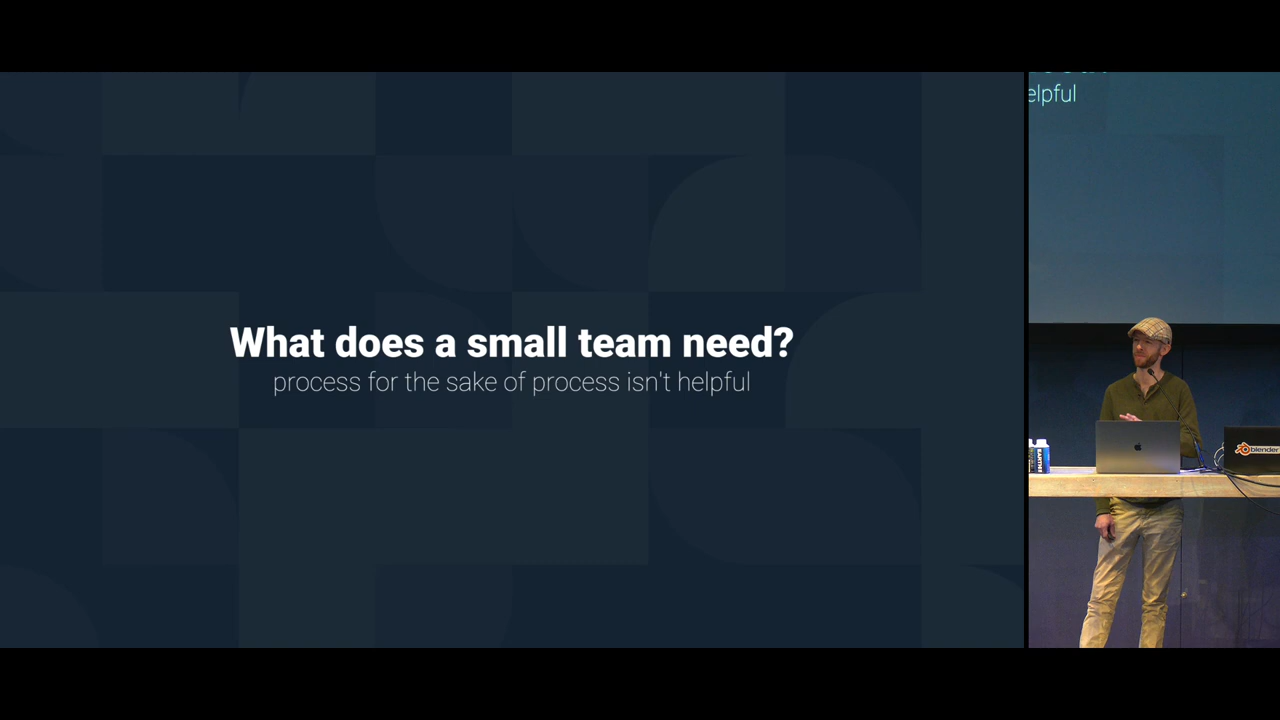 What does a small team need?
process for the sake of process isn't helpful
elpful
blender